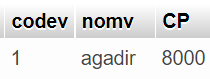 codev nomv CP
1 agadir 8000